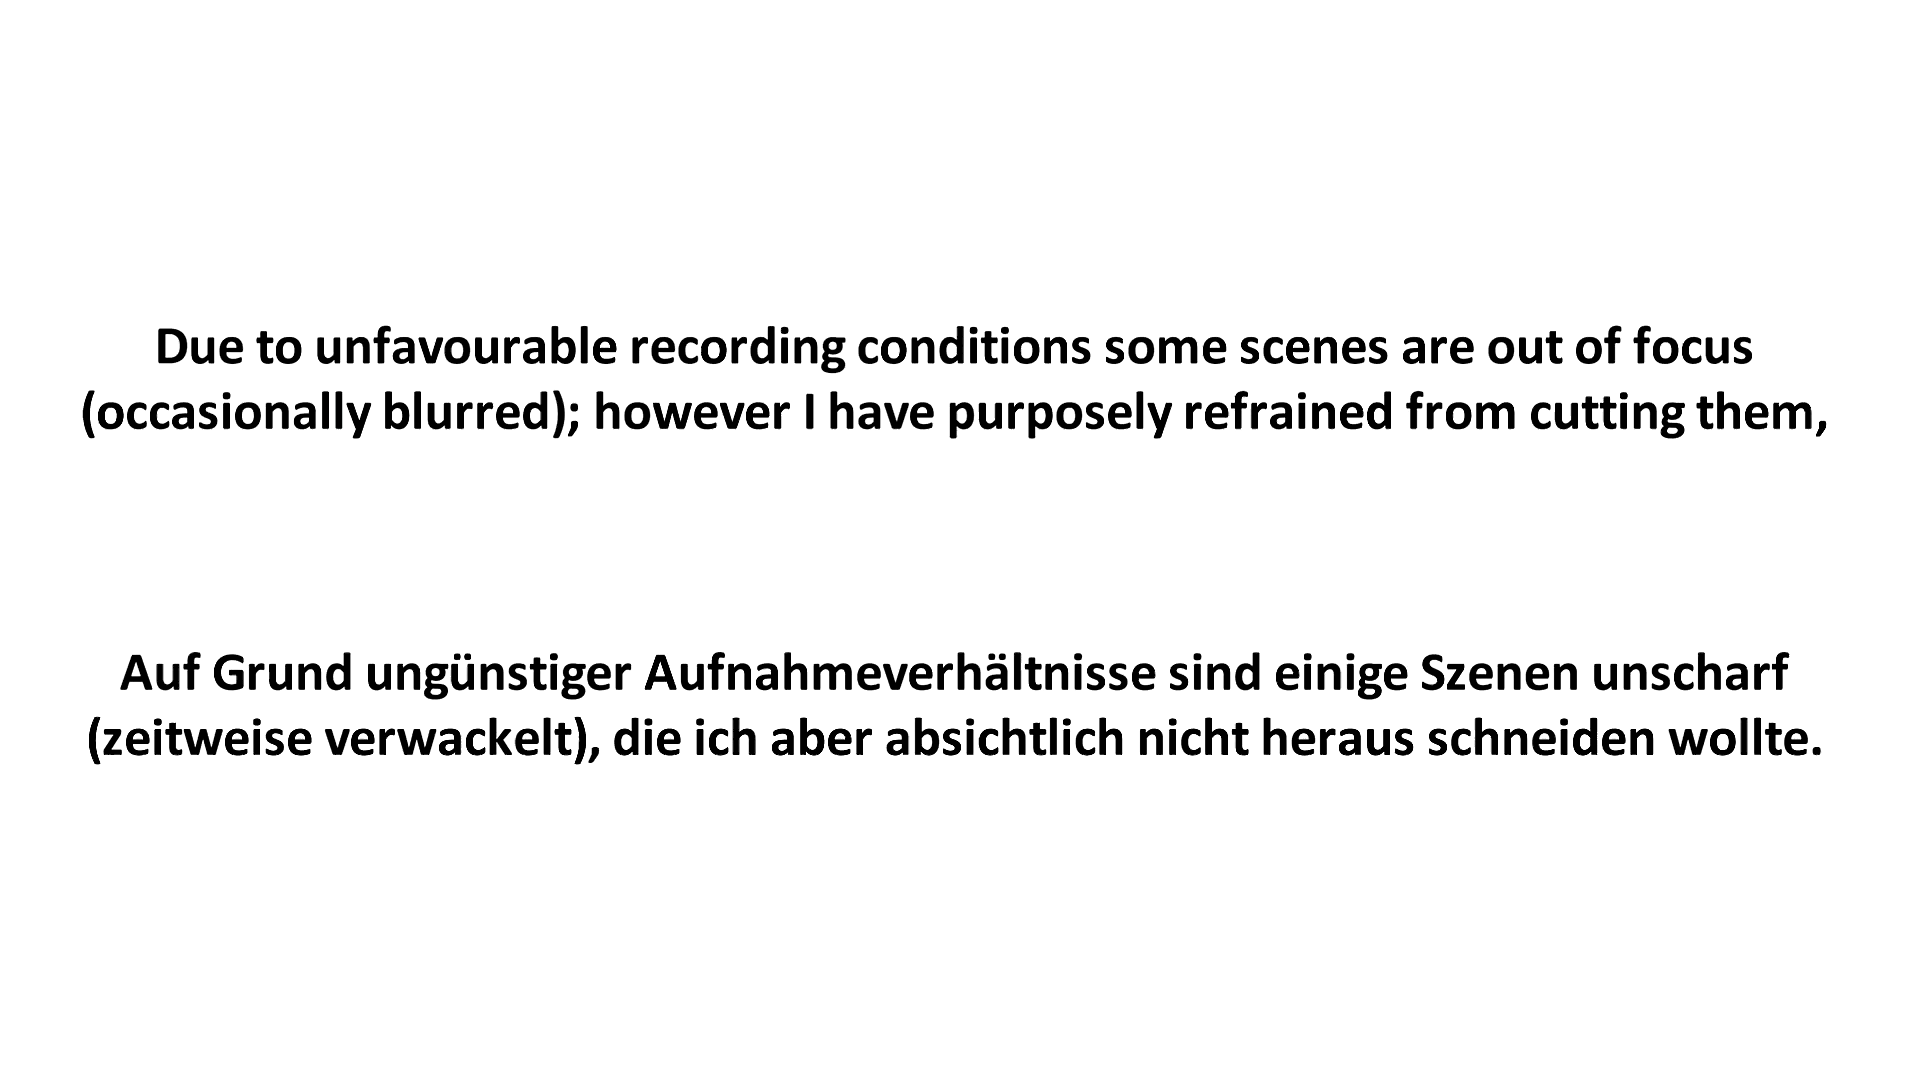 Due to unfavourable recording conditions some scenes are out of focus
(occasionally blurred); however I have purposely refrained from cutting them,
Auf Grund ungünstiger Aufnahmeverhältnisse sind einige Szenen unscharf
(zeitweise verwackelt), die ich aber absichtlich nicht heraus schneiden wollte.